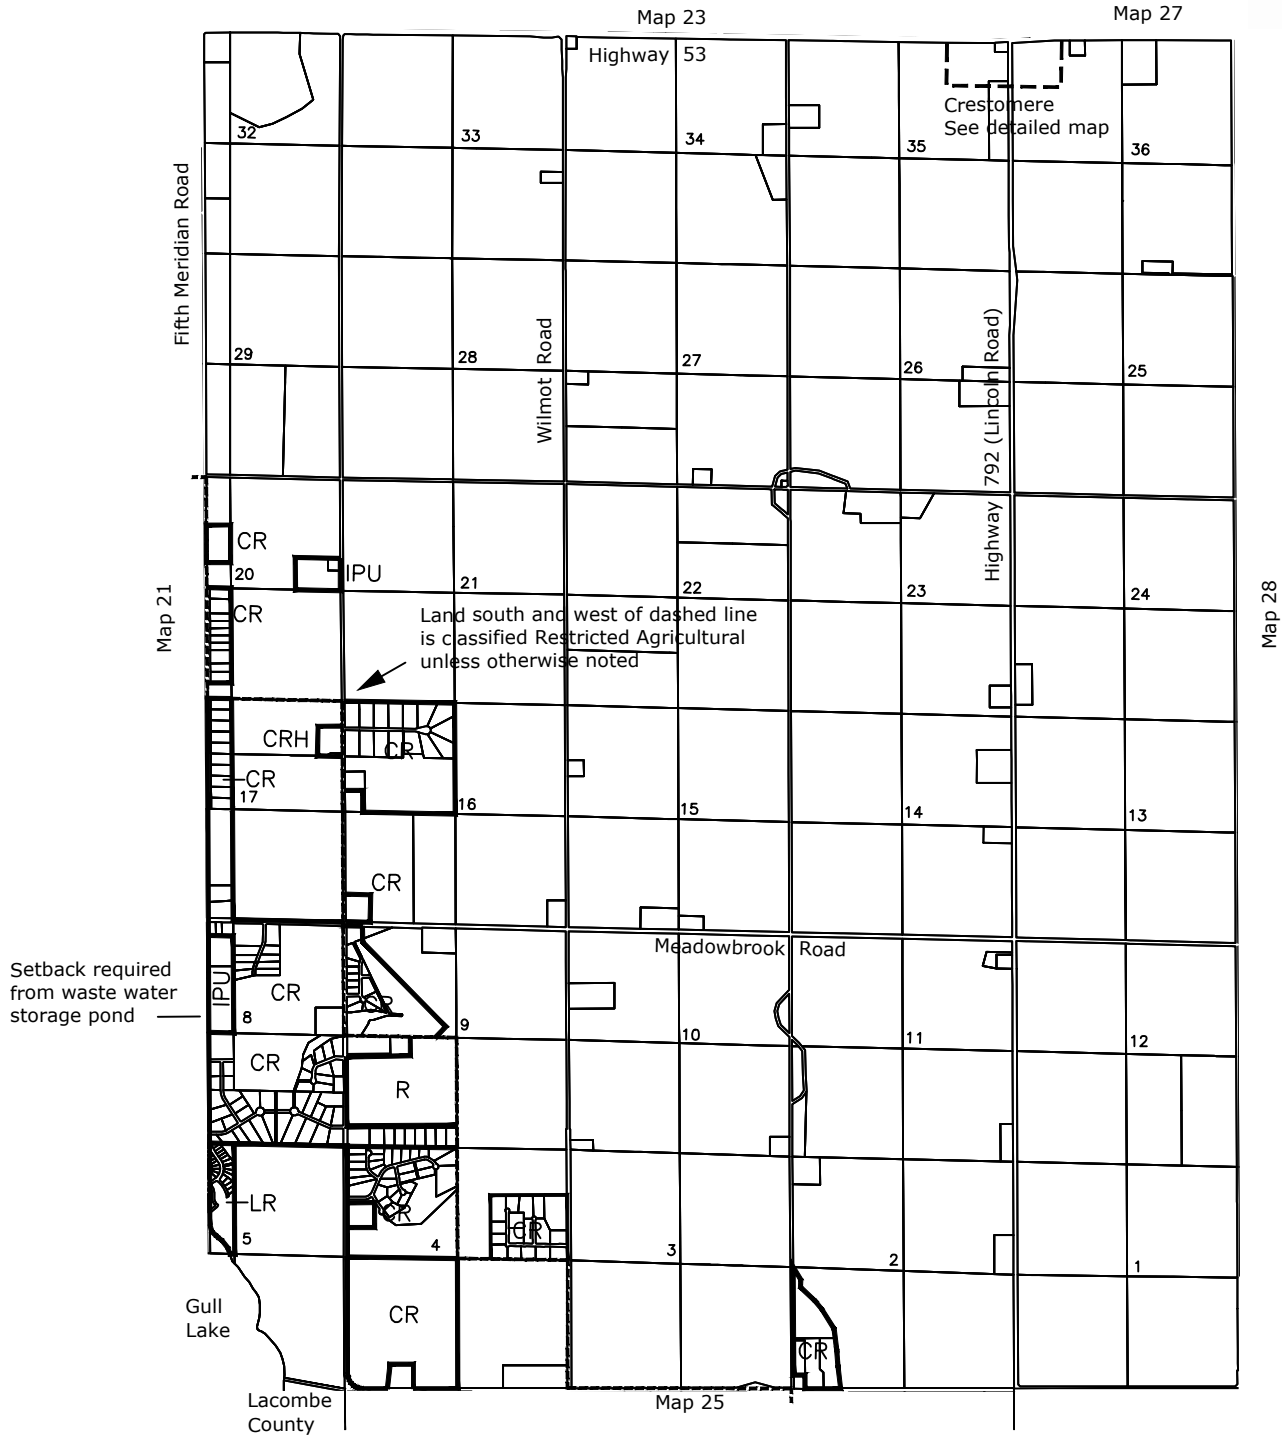 Map 23
Map 27
Highway 53
Crestomere
See detailed map
32
33
34
35
36
Fifth Meridian Road
29
28
27
26
25
Wilmot Road
Highway 792 (Lincoln Road)
CR
20
IPU
21
22
23
24
CR
Map 21
Map 28
Land south and west of dashed line
is classified Restricted Agricultural
unless otherwise noted
CRH
CR
CR
17
16
15
14
13
CR
Meadowbrook Road
Setback required
from waste water
storage pond
IPU
CR
CR
8
9
10
11
12
CR
R
LR
CR
CR
5
4
3
2
1
Gull
Lake
CR
CR
Lacombe
County
Map 25